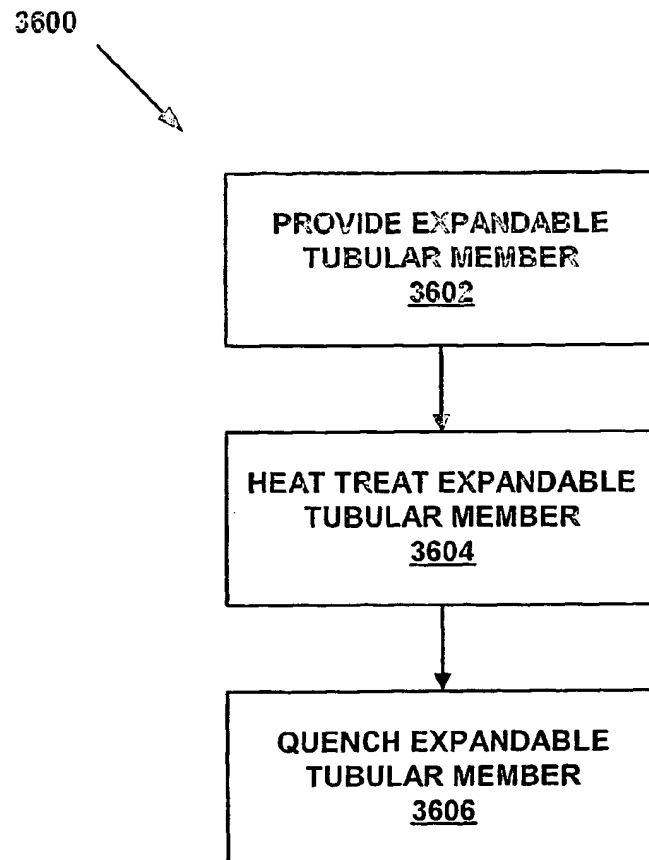 3600
PROVIDE EXPANDABLE
TUBULAR MEMBER
3602
HEAT TREAT EXPANDABLE
TUBULAR MEMBER
3604
QUENCH EXPANDABLE
TUBULAR MEMBER
3606